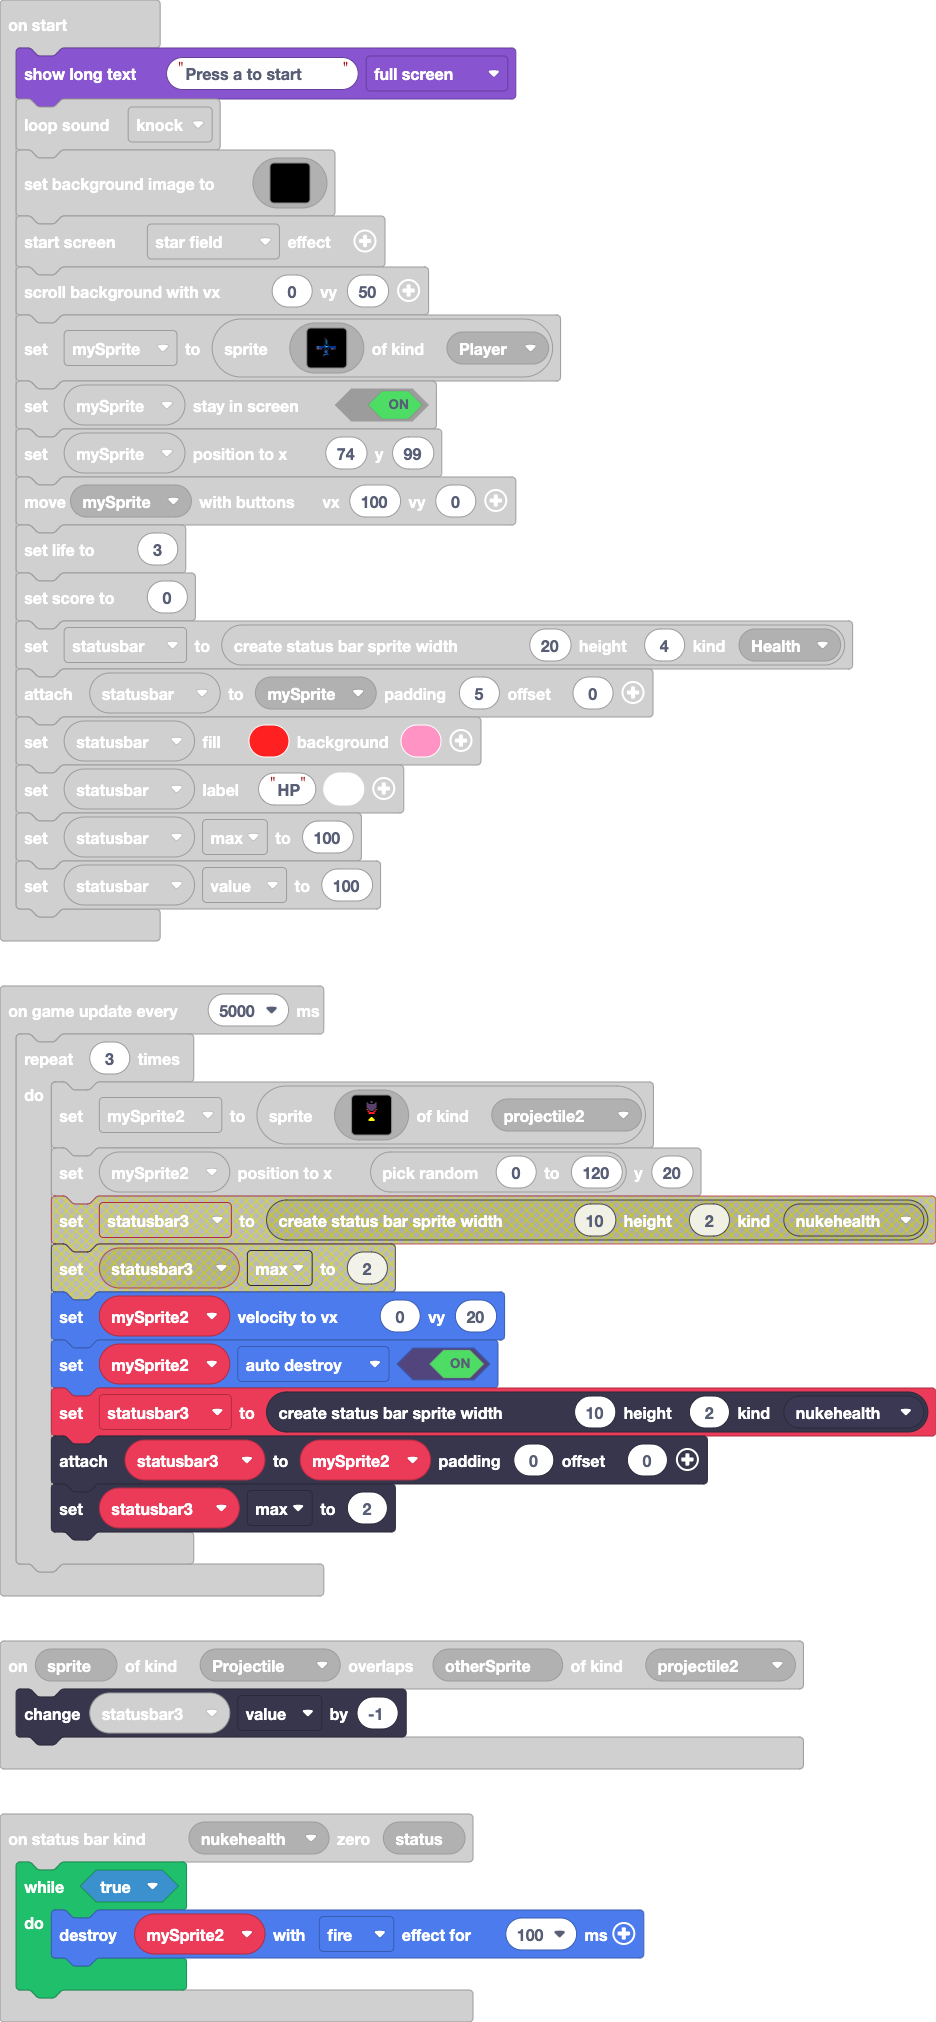 on start
show long text "Press a to start" full screen
loop sound knock
set background image to
start screen star field effect
scroll background with vx 0 vy 50
set mySprite to sprite of kind Player
set mySprite stay in screen ON
set mySprite position to x 74 y 99
move mySprite with buttons vx 100 vy 0
set life to 3
set score to 0
set statusbar to create status bar sprite width 20 height 4 kind Health
attach statusbar to mySprite padding 5 offset 0
set statusbar fill background
set statusbar label "HP"
set statusbar max to 100
set statusbar value to 100
on game update every 5000 ms
repeat 3 times
do
set mySprite2 to sprite of kind projectile2
set mySprite2 position to x pick random 0 to 120 y 20
set statusbar3 to create status bar sprite width 10 height 2 kind nukehealth
set statusbar3 max to 2
set mySprite2 velocity to vx 0 vy 20
set mySprite2 auto destroy ON
set statusbar3 to create status bar sprite width 10 height 2 kind nukehealth
attach statusbar3 to mySprite2 padding 0 offset 0
set statusbar3 max to 2
on sprite of kind Projectile overlaps otherSprite of kind projectile2
change statusbar3 value by -1
on status bar kind nukehealth zero status
while true
do
destroy mySprite2 with fire effect for 100 ms